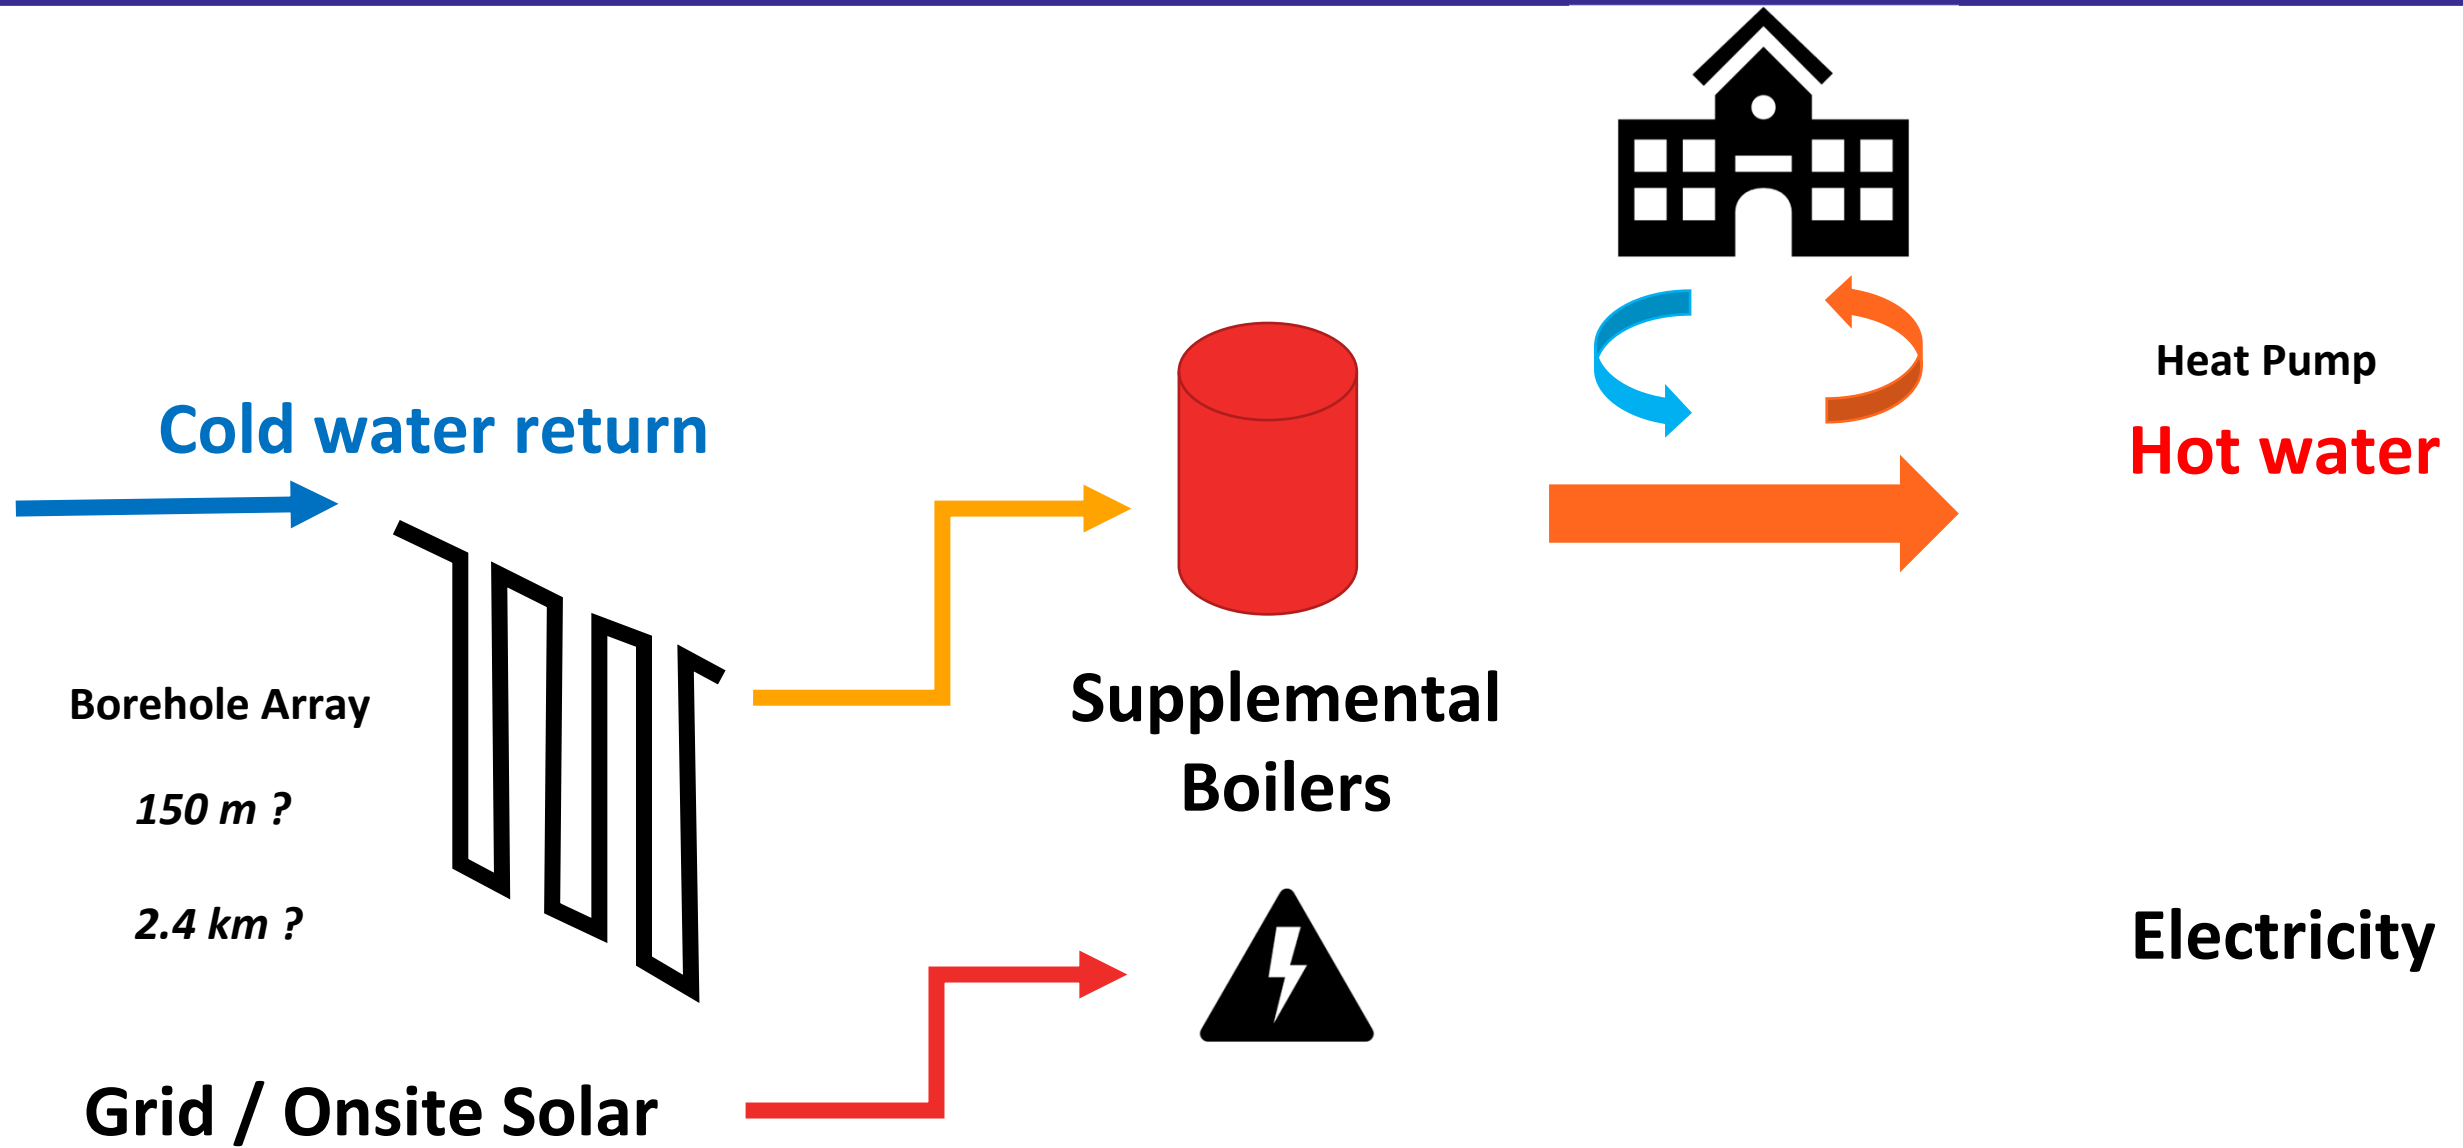 Heat Pump
Cold water return
Hot water
Supplemental
Boilers
Borehole Array
150 m ?
2.4 km ?
Electricity
Grid / Onsite Solar